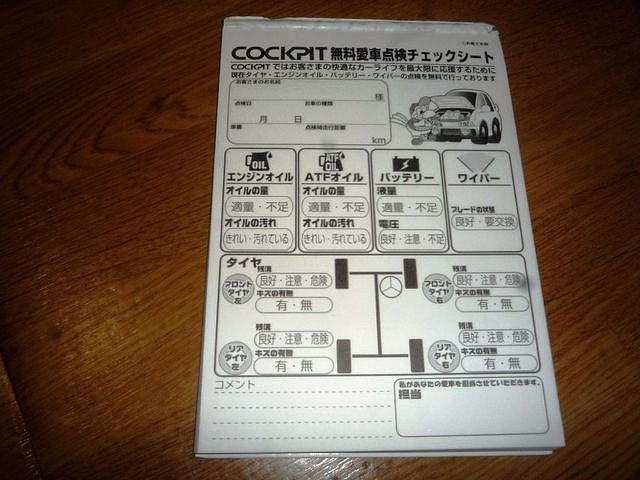 COCKPIT 無料愛車点検チェックシート
COCKPIT ではお客さまの快適なカーライフを最大限に応援するために
現在タイヤ・エンジンオイル・バッテリー・ワイパーの点検を無料で行っております
お客さまのお名前
様
点検日 お車の種類
月 日
車番 点検時走行距離
km
OIL
エンジンオイル
オイルの量
適量・不足
オイルの汚れ
きれい・汚れている
ATF OIL
ATFオイル
オイルの量
適量・不足
オイルの汚れ
きれい・汚れている
バッテリー
液量
適量・不足
電圧
良好・注意・不足
ワイパー
ブレードの状態
良好・要交換
タイヤ
フロントタイヤ左
残溝
良好・注意・危険
キズの有無
有・無
フロントタイヤ右
残溝
良好・注意・危険
キズの有無
有・無
リアタイヤ左
残溝
良好・注意・危険
キズの有無
有・無
リアタイヤ右
残溝
良好・注意・危険
キズの有無
有・無
コメント
私があなたの愛車を担当させていただきます。
担当